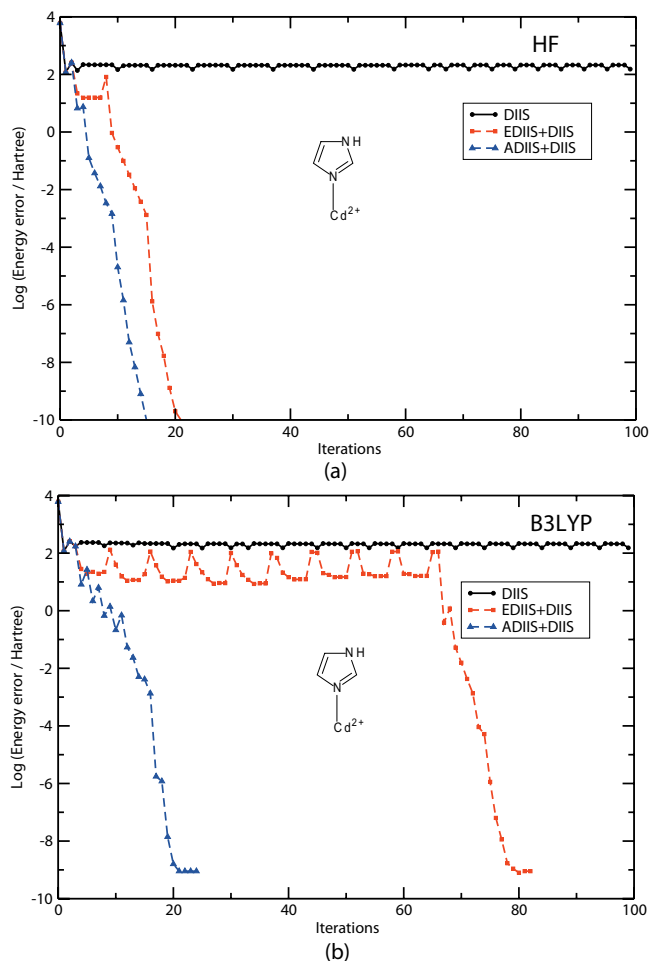 4
2
0
-2
-4
-6
-8
-10
Log (Energy error / Hartree)
HF
DIIS
EDIIS+DIIS
ADIIS+DIIS
N H
N
Cd2+
0 20 40 60 80 100
Iterations
(a)
4
2
0
-2
-4
-6
-8
-10
Log (Energy error / Hartree)
B3LYP
DIIS
EDIIS+DIIS
ADIIS+DIIS
N H
N
Cd2+
0 20 40 60 80 100
Iterations
(b)